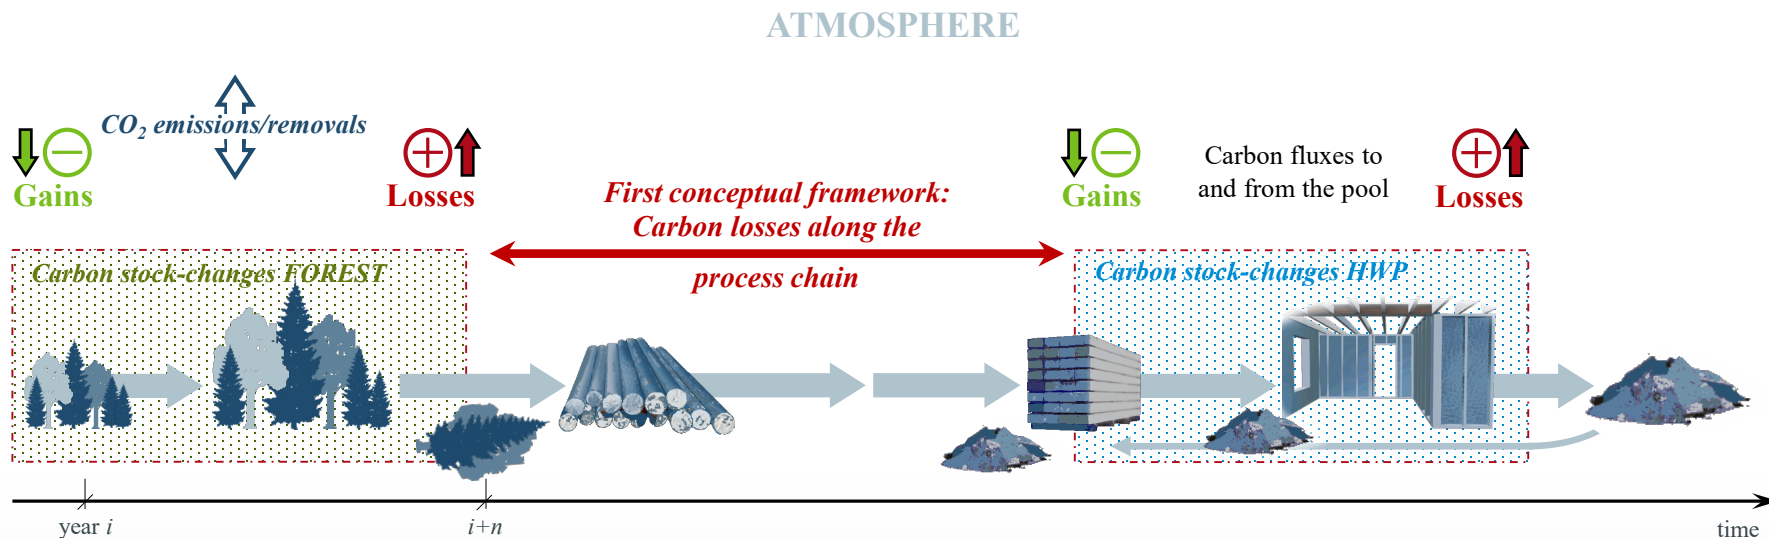 ATMOSPHERE
CO₂ emissions/removals
Gains
Losses
First conceptual framework:
Carbon losses along the
process chain
Gains
Carbon fluxes to
and from the pool
Losses
Carbon stock-changes FOREST
Carbon stock-changes HWP
year i
i+n
time